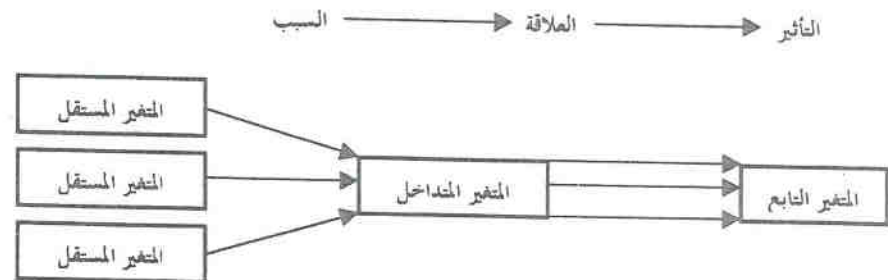 السبب العلاقة التأثير
المتغير المستقل
المتغير المستقل
المتغير المتداخل
المتغير التابع
المتغير المستقل